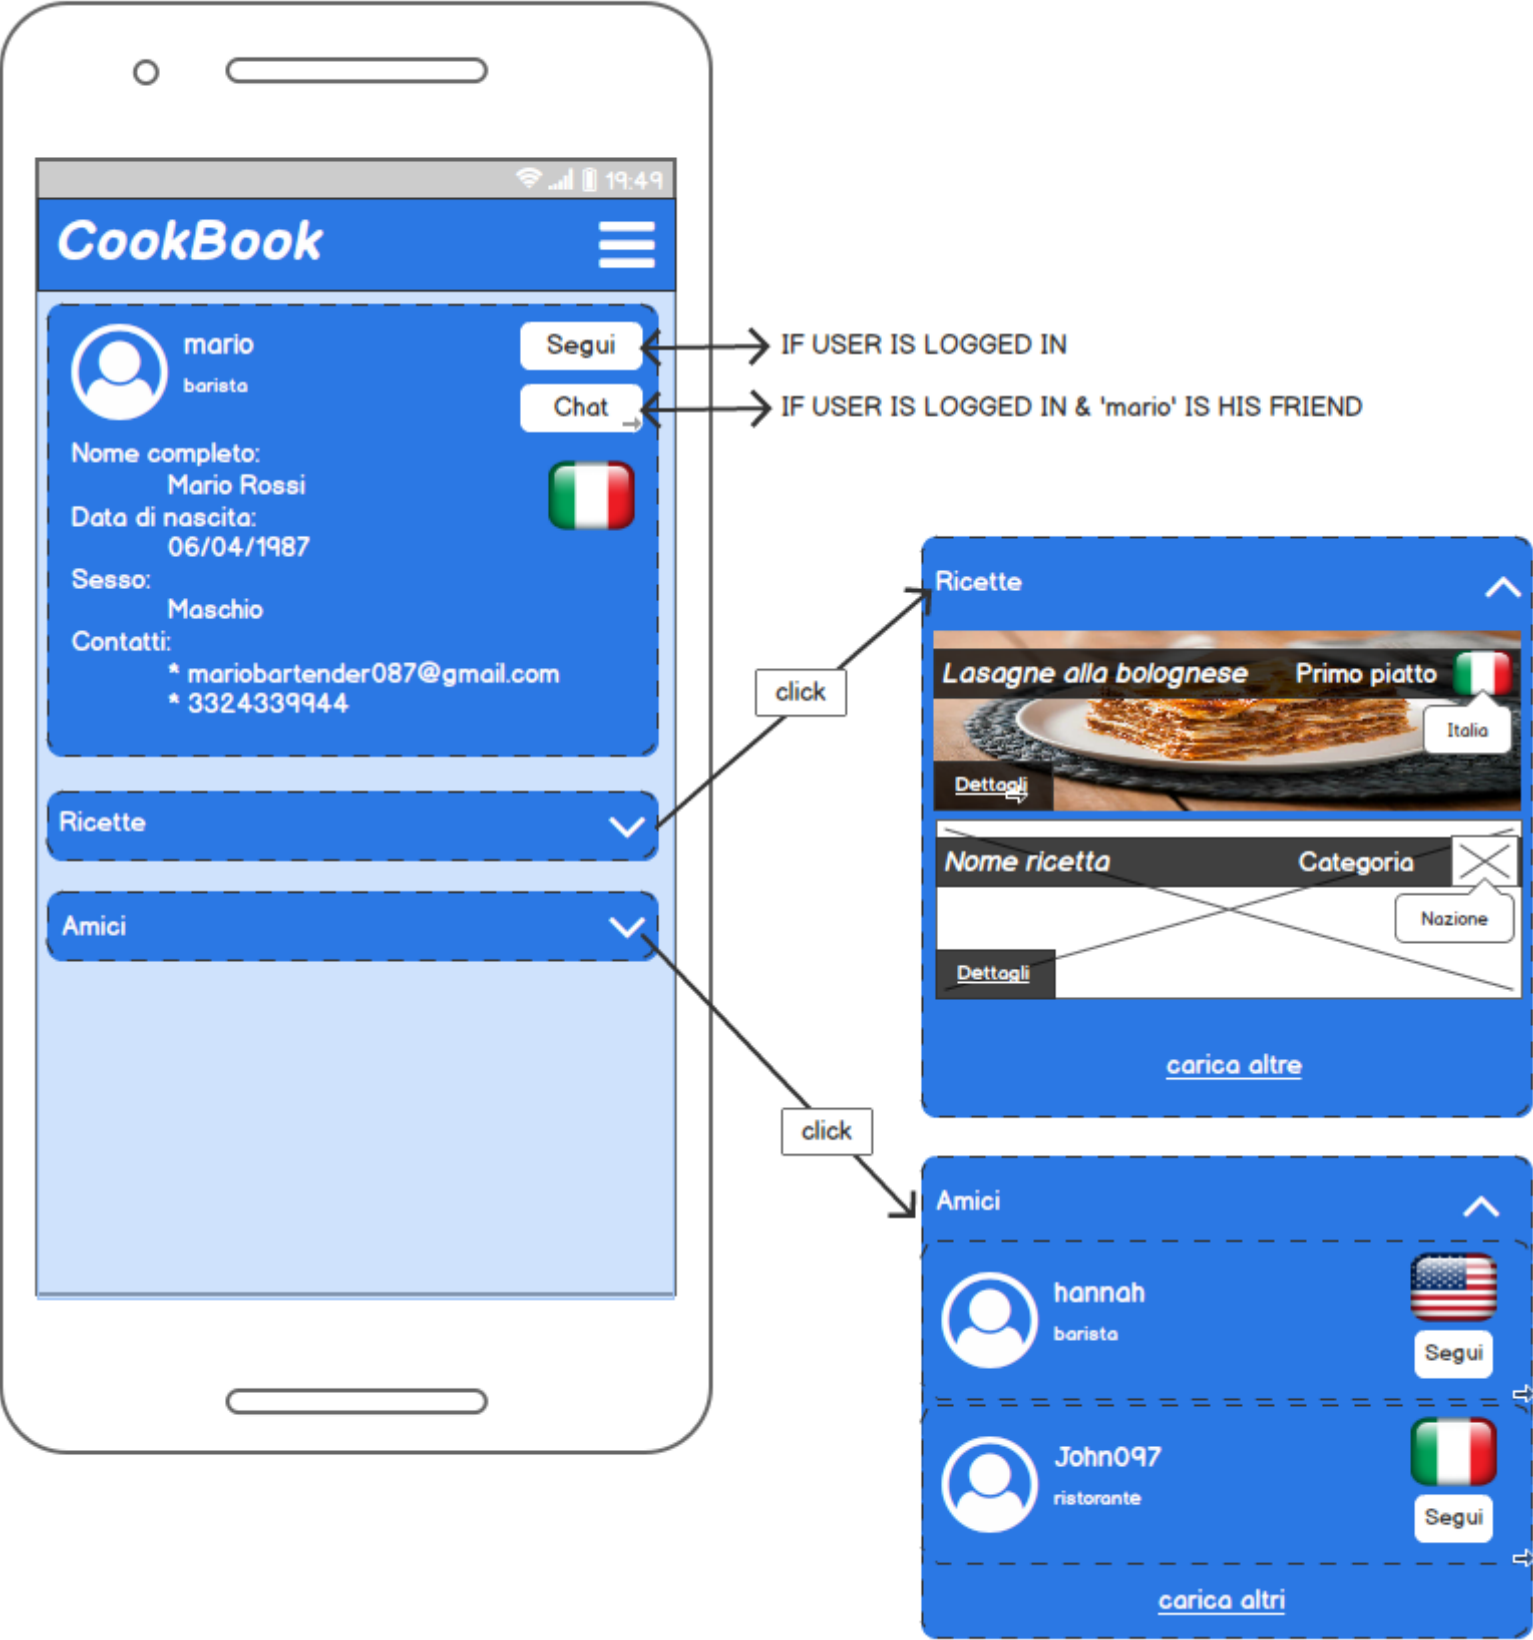 19:49
CookBook
mario
barista
Segui
Chat
IF USER IS LOGGED IN
IF USER IS LOGGED IN & 'mario' IS HIS FRIEND
Nome completo:
Mario Rossi
Data di nascita:
06/04/1987
Sesso:
Maschio
Contatti:
* mariobartender087@gmail.com
* 3324339944
Ricette
Amici
click
click
Ricette
Lasagne alla bolognese Primo piatto
Italia
Dettagli
Nome ricetta Categoria
Nazione
Dettagli
carica altre
Amici
hannah
barista
Segui
John097
ristorante
Segui
carica altri